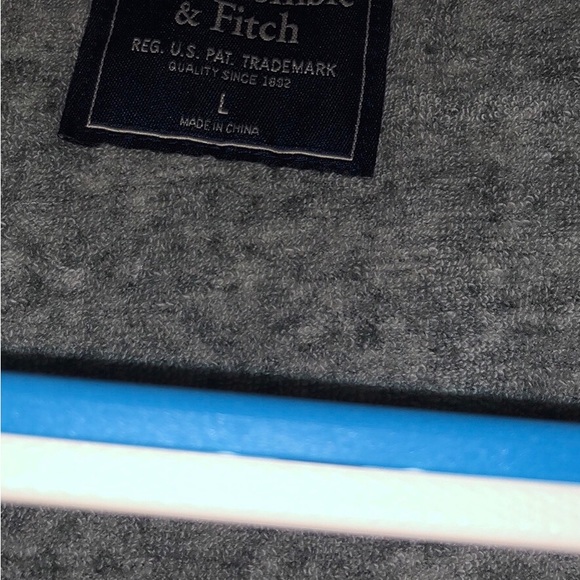 & Fitch
REG. U.S. PAT. TRADEMARK
QUALITY SINCE 1892
L
MADE IN CHINA